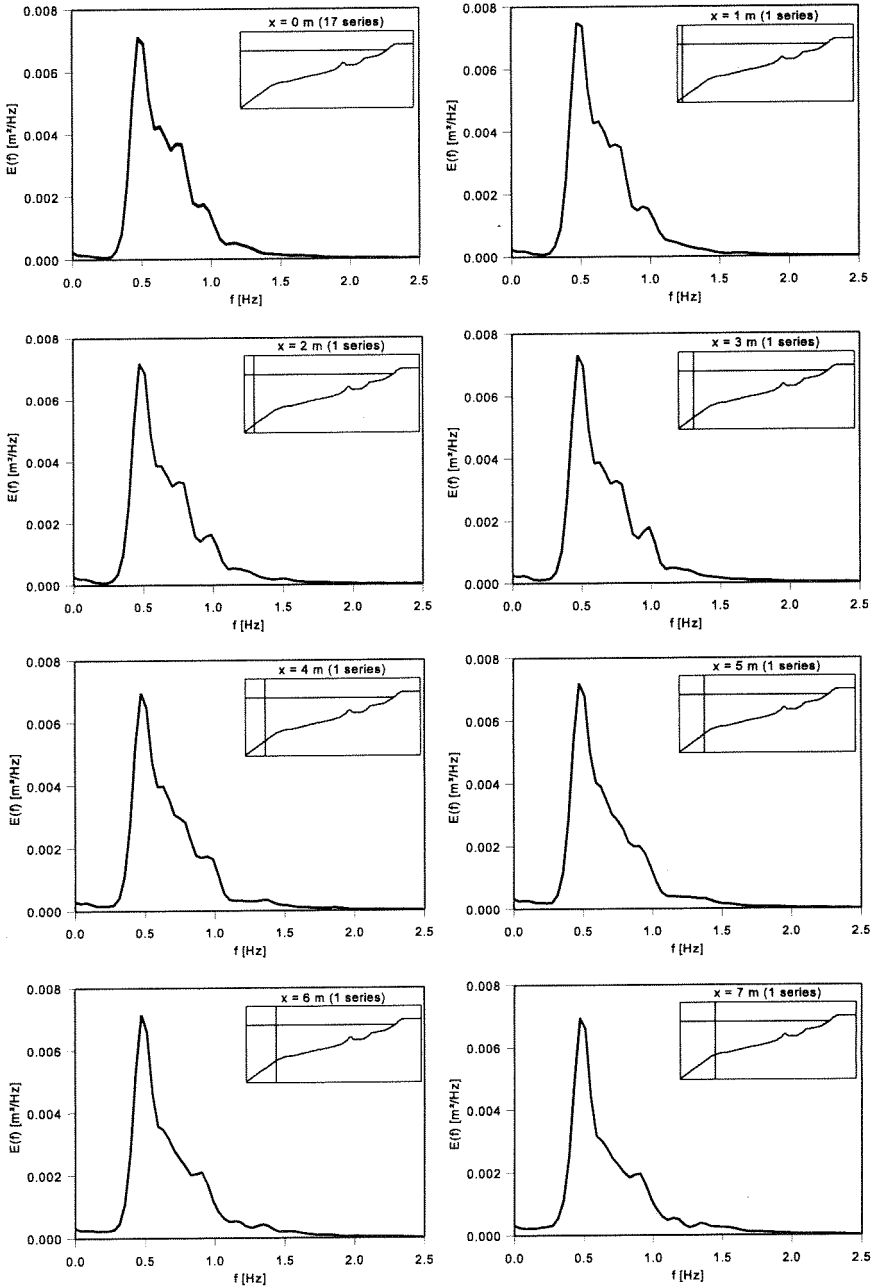 x = 0 m (17 series)
E(f) [m²/Hz]
0.008
0.006
0.004
0.002
0.000
0.0 0.5 1.0 1.5 2.0 2.5
f [Hz]
x = 1 m (1 series)
E(f) [m²/Hz]
0.008
0.006
0.004
0.002
0.000
0.0 0.5 1.0 1.5 2.0 2.5
f [Hz]
x = 2 m (1 series)
E(f) [m²/Hz]
0.008
0.006
0.004
0.002
0.000
0.0 0.5 1.0 1.5 2.0 2.5
f [Hz]
x = 3 m (1 series)
E(f) [m²/Hz]
0.008
0.006
0.004
0.002
0.000
0.0 0.5 1.0 1.5 2.0 2.5
f [Hz]
x = 4 m (1 series)
E(f) [m²/Hz]
0.008
0.006
0.004
0.002
0.000
0.0 0.5 1.0 1.5 2.0 2.5
f [Hz]
x = 5 m (1 series)
E(f) [m²/Hz]
0.008
0.006
0.004
0.002
0.000
0.0 0.5 1.0 1.5 2.0 2.5
f [Hz]
x = 6 m (1 series)
E(f) [m²/Hz]
0.008
0.006
0.004
0.002
0.000
0.0 0.5 1.0 1.5 2.0 2.5
f [Hz]
x = 7 m (1 series)
E(f) [m²/Hz]
0.008
0.006
0.004
0.002
0.000
0.0 0.5 1.0 1.5 2.0 2.5
f [Hz]